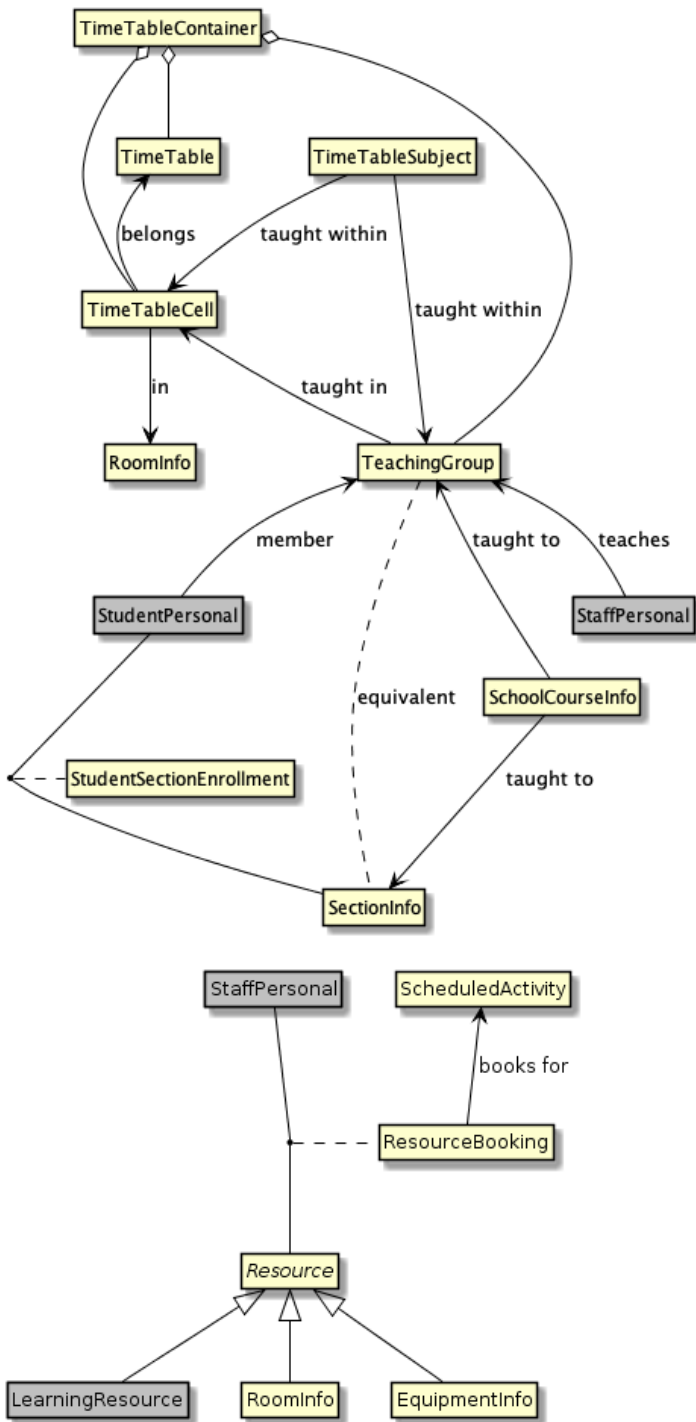 TimeTableContainer
TimeTable
TimeTableSubject
belongs
taught within
TimeTableCell
taught within
in
taught in
RoomInfo
TeachingGroup
member
taught to
teaches
StudentPersonal
StaffPersonal
equivalent
SchoolCourseInfo
StudentSectionEnrollment
taught to
SectionInfo
StaffPersonal
ScheduledActivity
books for
ResourceBooking
Resource
LearningResource
RoomInfo
EquipmentInfo